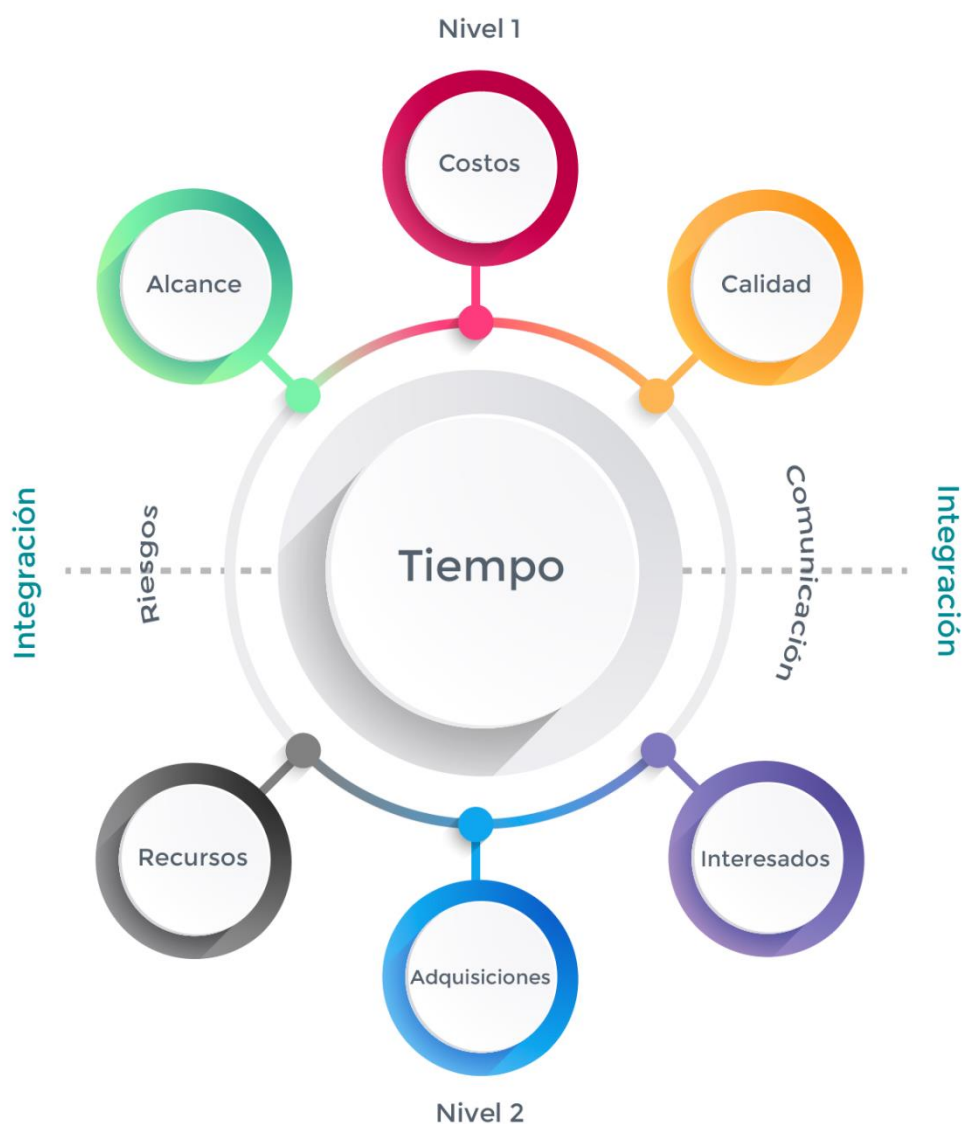 Nivel 1
Costos
Alcance
Calidad
Integración
Riesgos
Tiempo
Comunicación
Integración
Recursos
Interesados
Adquisiciones
Nivel 2